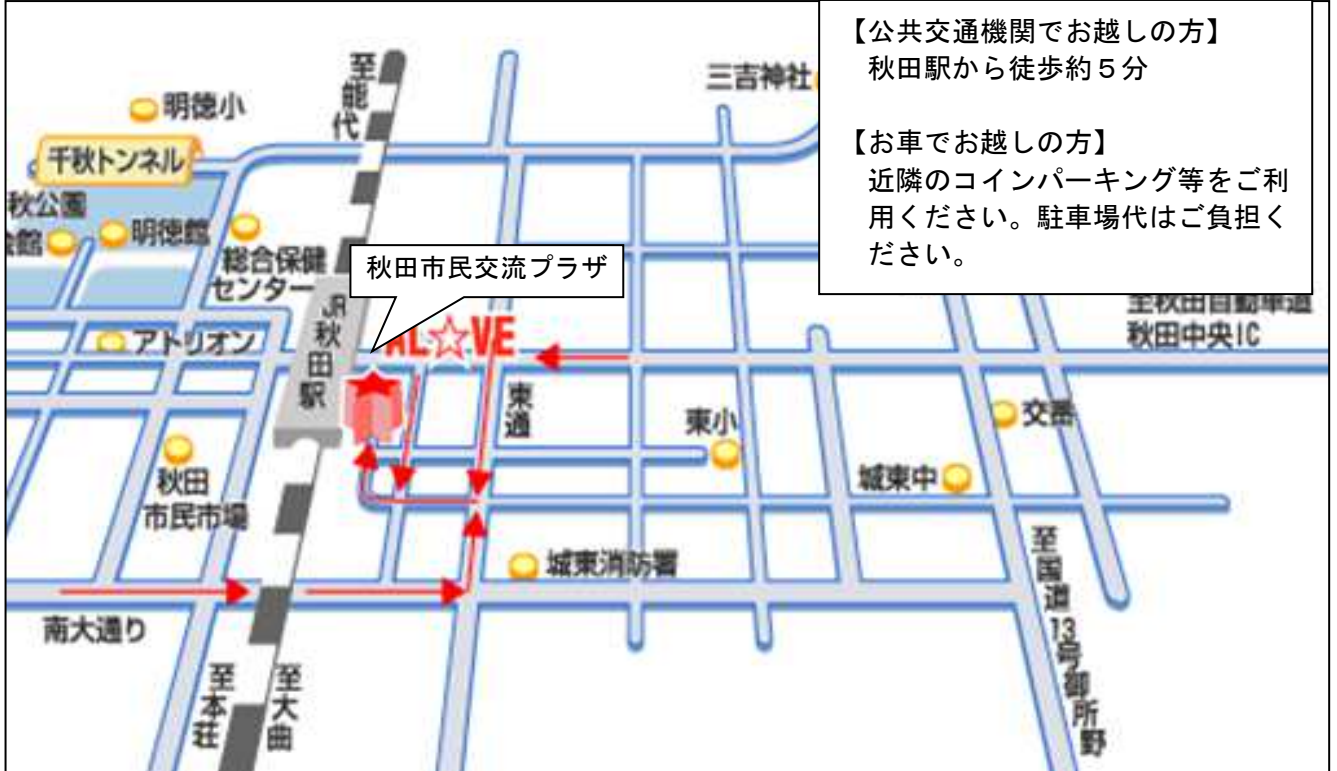 【公共交通機関でお越しの方】
秋田駅から徒歩約５分
【お車でお越しの方】
近隣のコインパーキング等をご利
用ください。駐車場代はご負担く
ださい。
至能代
三吉神社
明徳小
千秋トンネル
秋公園
明徳館
館
総合保健
センター
秋田市民交流プラザ
JR秋田駅
AL☆VE
アトリオン
至秋田自動車道
秋田中央IC
東通
東小
交番
城東中
秋田
市民市場
城東消防署
南大通り
至国道13号御所野
至本荘
至大曲